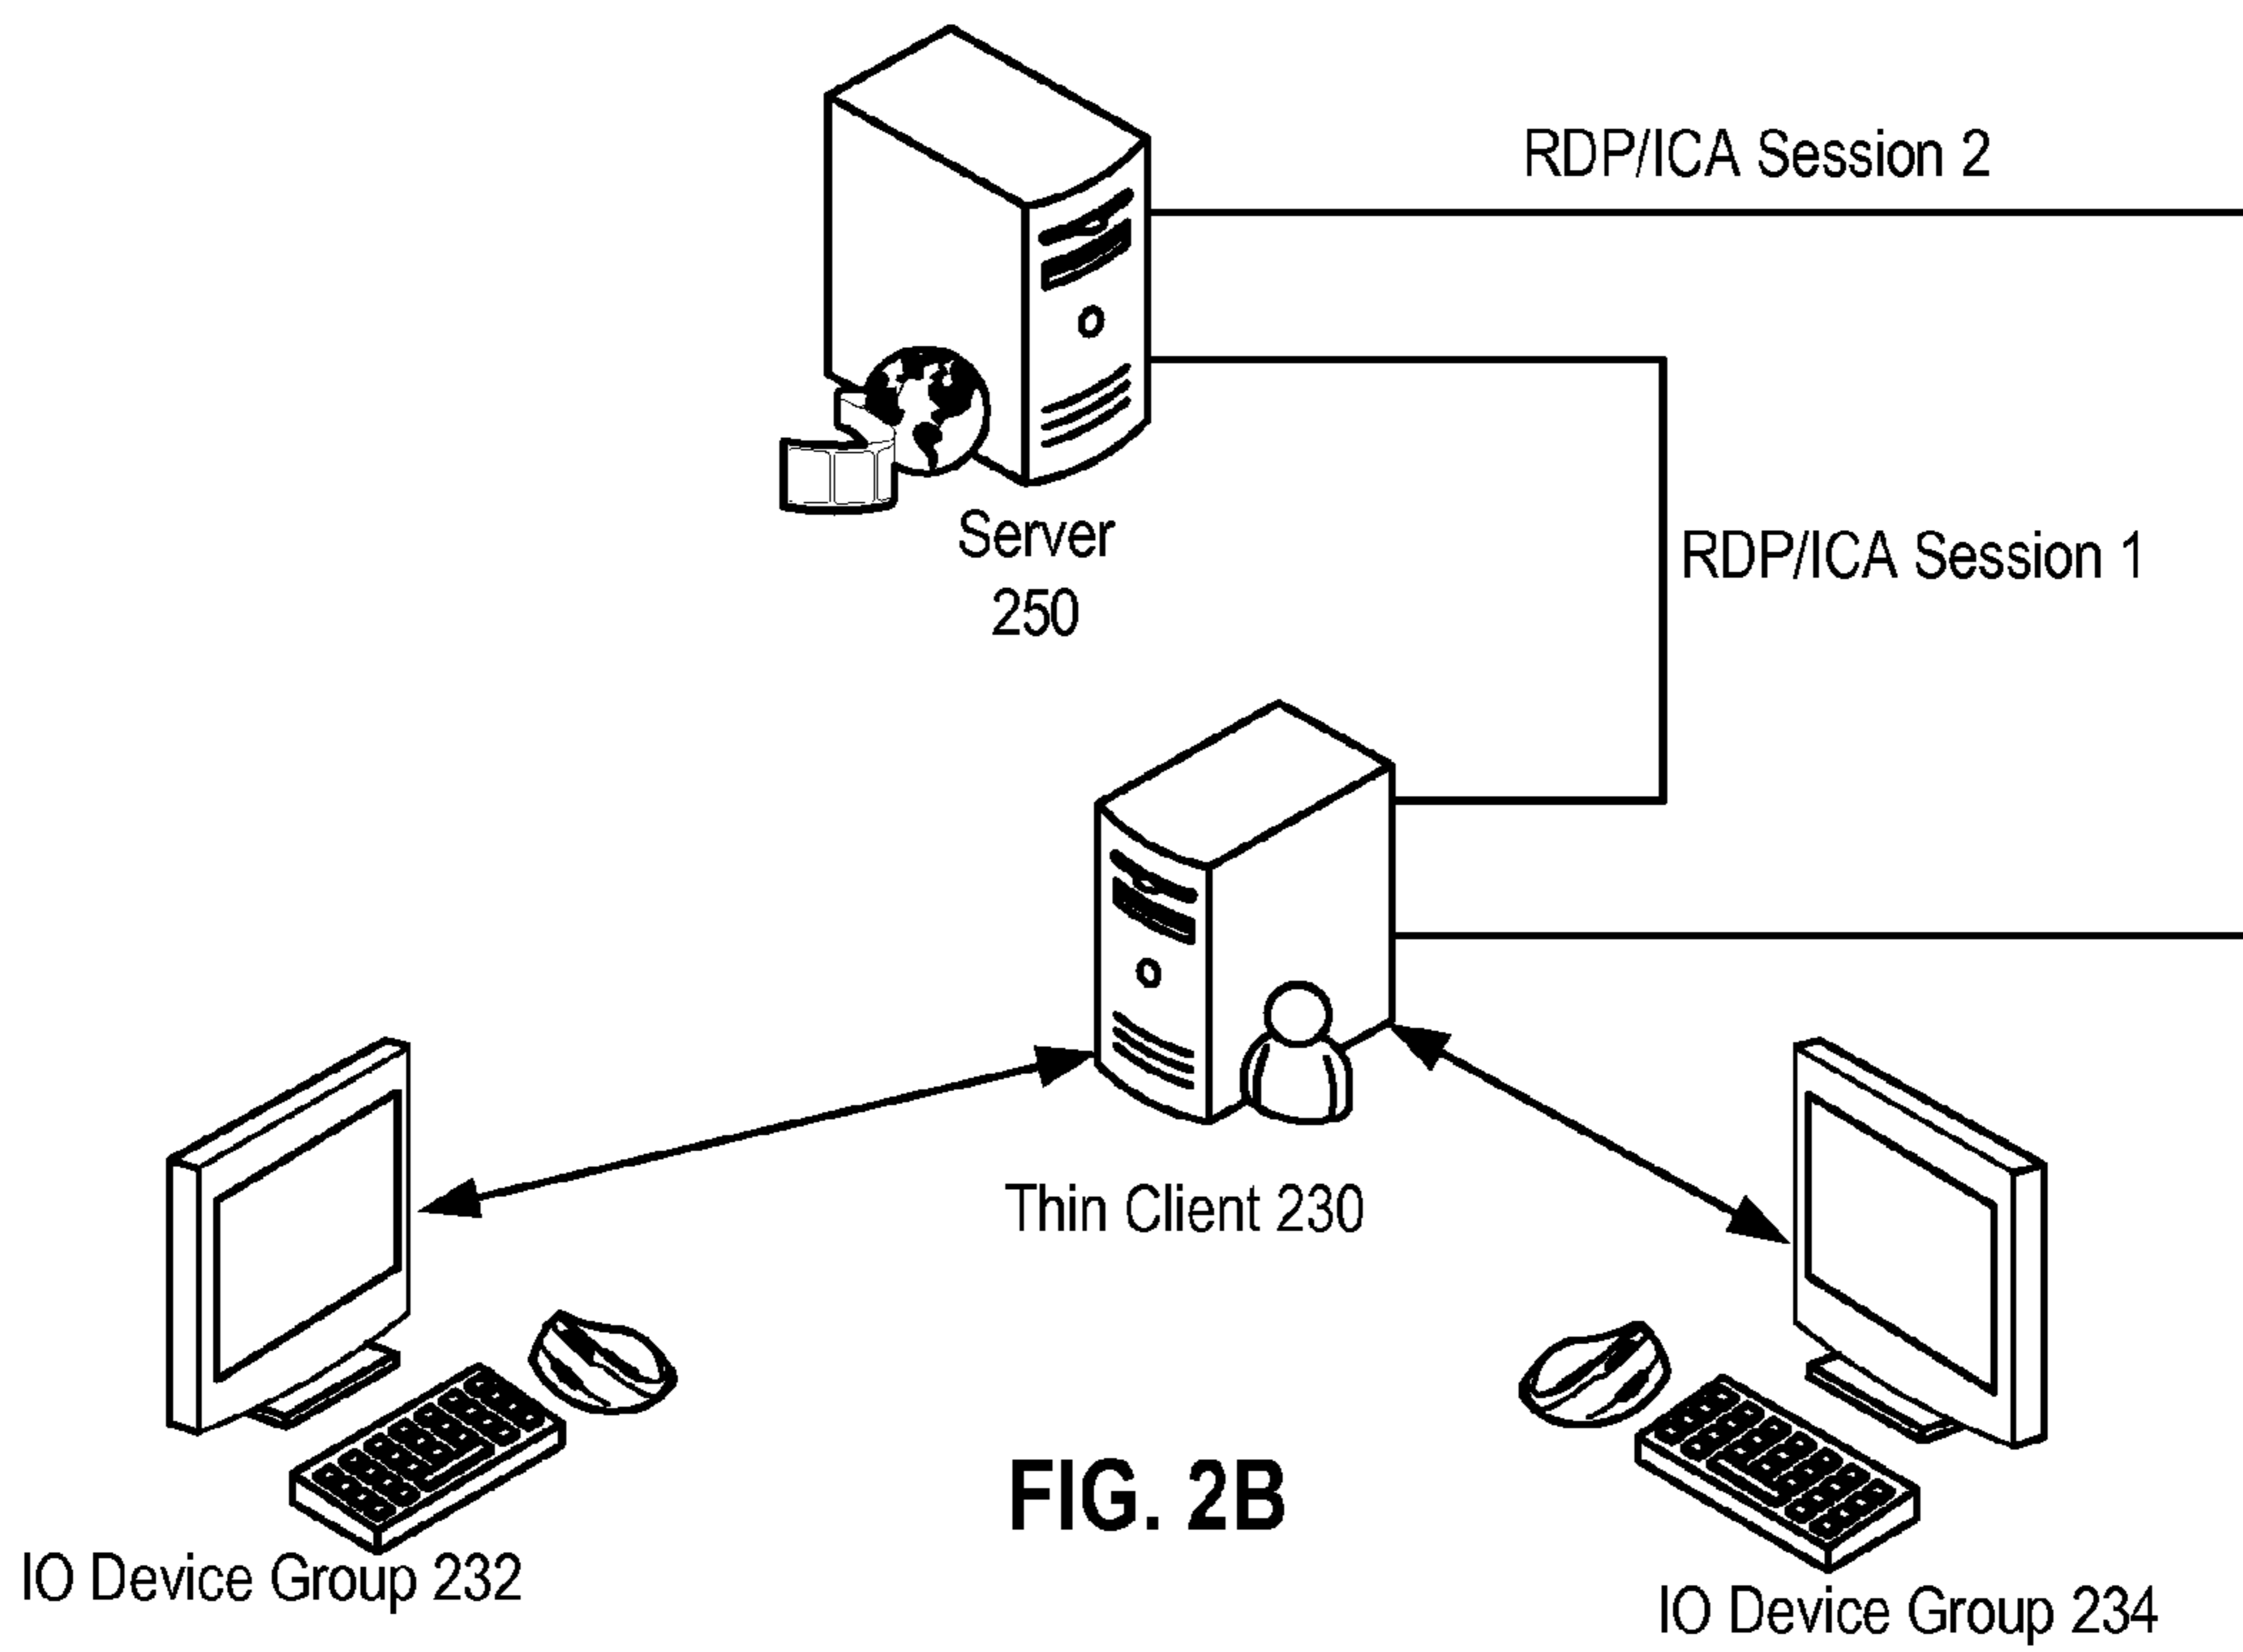 RDP/ICA Session 2
Server
250
RDP/ICA Session 1
Thin Client 230
FIG. 2B
IO Device Group 232
IO Device Group 234